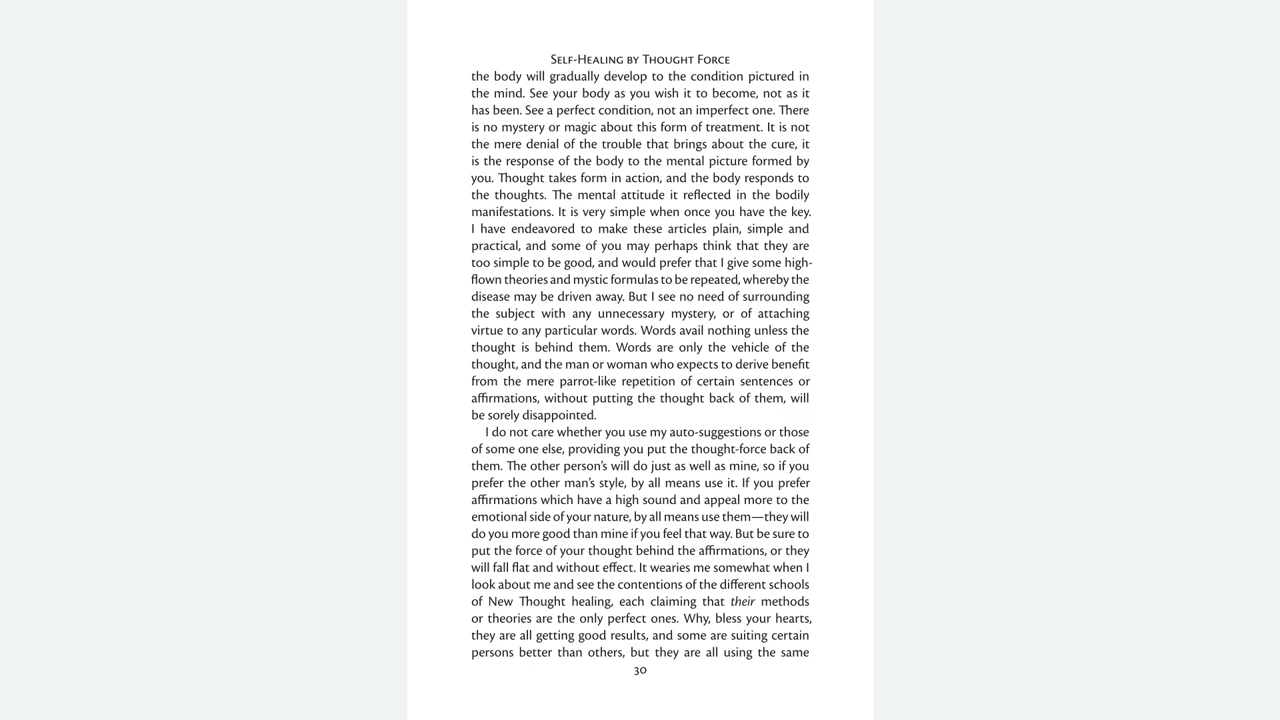 Self-Healing by Thought Force
the body will gradually develop to the condition pictured in
the mind. See your body as you wish it to become, not as it
has been. See a perfect condition, not an imperfect one. There
is no mystery or magic about this form of treatment. It is not
the mere denial of the trouble that brings about the cure, it
is the response of the body to the mental picture formed by
you. Thought takes form in action, and the body responds to
the thoughts. The mental attitude it reflected in the bodily
manifestations. It is very simple when once you have the key.
I have endeavored to make these articles plain, simple and
practical, and some of you may perhaps think that they are
too simple to be good, and would prefer that I give some high-
flown theories and mystic formulas to be repeated, whereby the
disease may be driven away. But I see no need of surrounding
the subject with any unnecessary mystery, or of attaching
virtue to any particular words. Words avail nothing unless the
thought is behind them. Words are only the vehicle of the
thought, and the man or woman who expects to derive benefit
from the mere parrot-like repetition of certain sentences or
affirmations, without putting the thought back of them, will
be sorely disappointed.
I do not care whether you use my auto-suggestions or those
of some one else, providing you put the thought-force back of
them. The other person's will do just as well as mine, so if you
prefer the other man's style, by all means use it. If you prefer
affirmations which have a high sound and appeal more to the
emotional side of your nature, by all means use them—they will
do you more good than mine if you feel that way. But be sure to
put the force of your thought behind the affirmations, or they
will fall flat and without effect. It wearies me somewhat when I
look about me and see the contentions of the different schools
of New Thought healing, each claiming that their methods
or theories are the only perfect ones. Why, bless your hearts,
they are all getting good results, and some are suiting certain
persons better than others, but they are all using the same
30